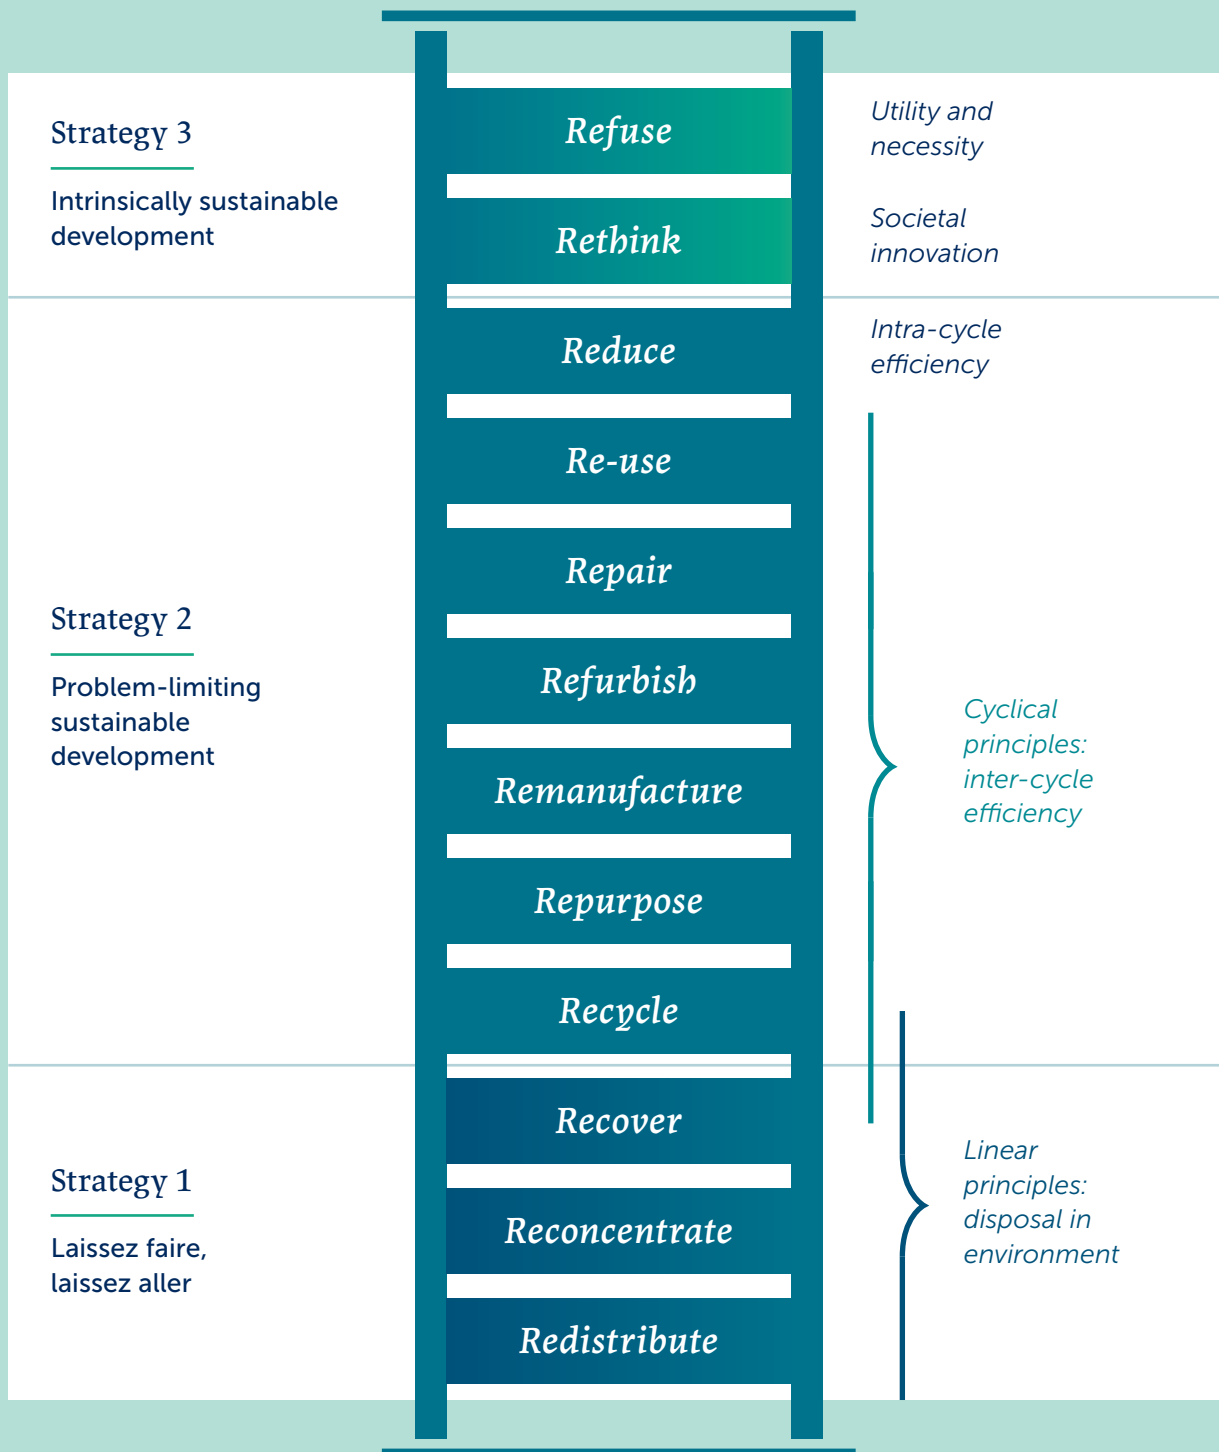 Strategy 3
Intrinsically sustainable
development
Refuse
Utility and
necessity
Rethink
Societal
innovation
Strategy 2
Problem-limiting
sustainable
development
Reduce
Intra-cycle
efficiency
Re-use
Repair
Refurbish
Remanufacture
Repurpose
Recycle
Cyclical
principles:
inter-cycle
efficiency
Strategy 1
Laissez faire,
laissez aller
Recover
Reconcentrate
Redistribute
Linear
principles:
disposal in
environment